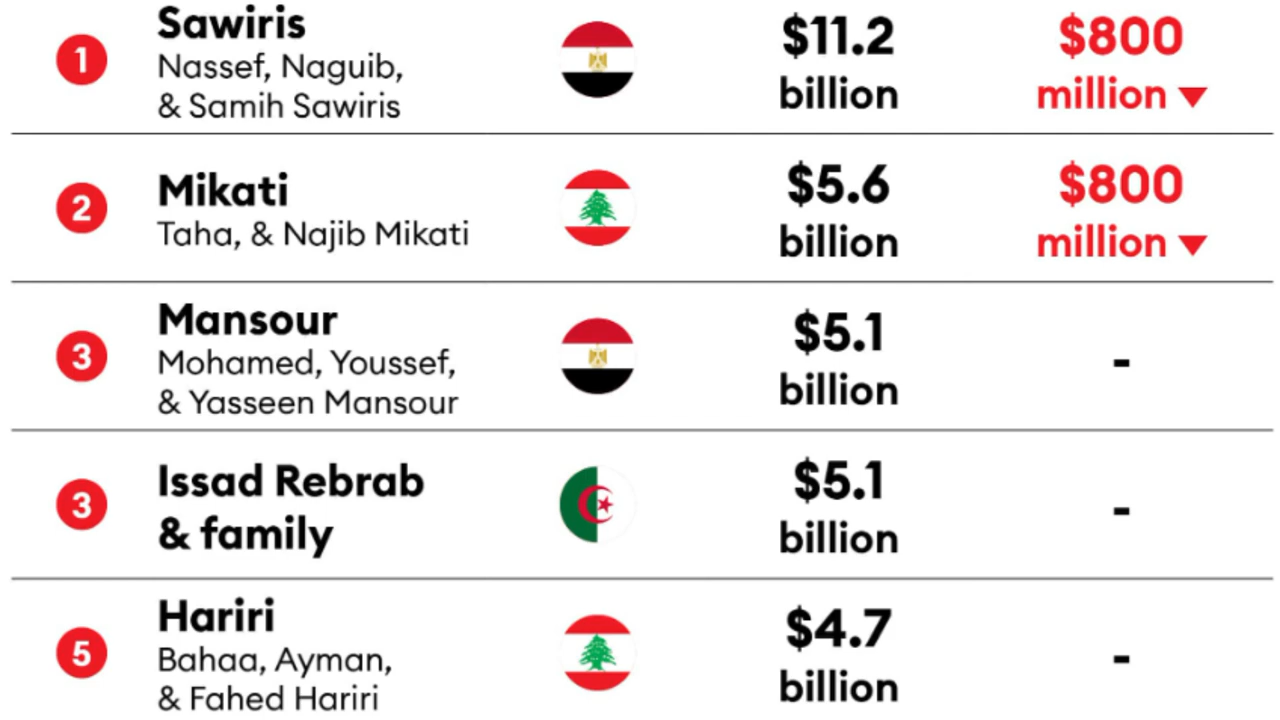 1
Sawiris
Nassef, Naguib,
& Samih Sawiris
$11.2
billion
$800
million ▼
2
Mikati
Taha, & Najib Mikati
$5.6
billion
$800
million ▼
3
Mansour
Mohamed, Youssef,
& Yasseen Mansour
$5.1
billion
-
3
Issad Rebrab
& family
$5.1
billion
-
5
Hariri
Bahaa, Ayman,
& Fahed Hariri
$4.7
billion
-